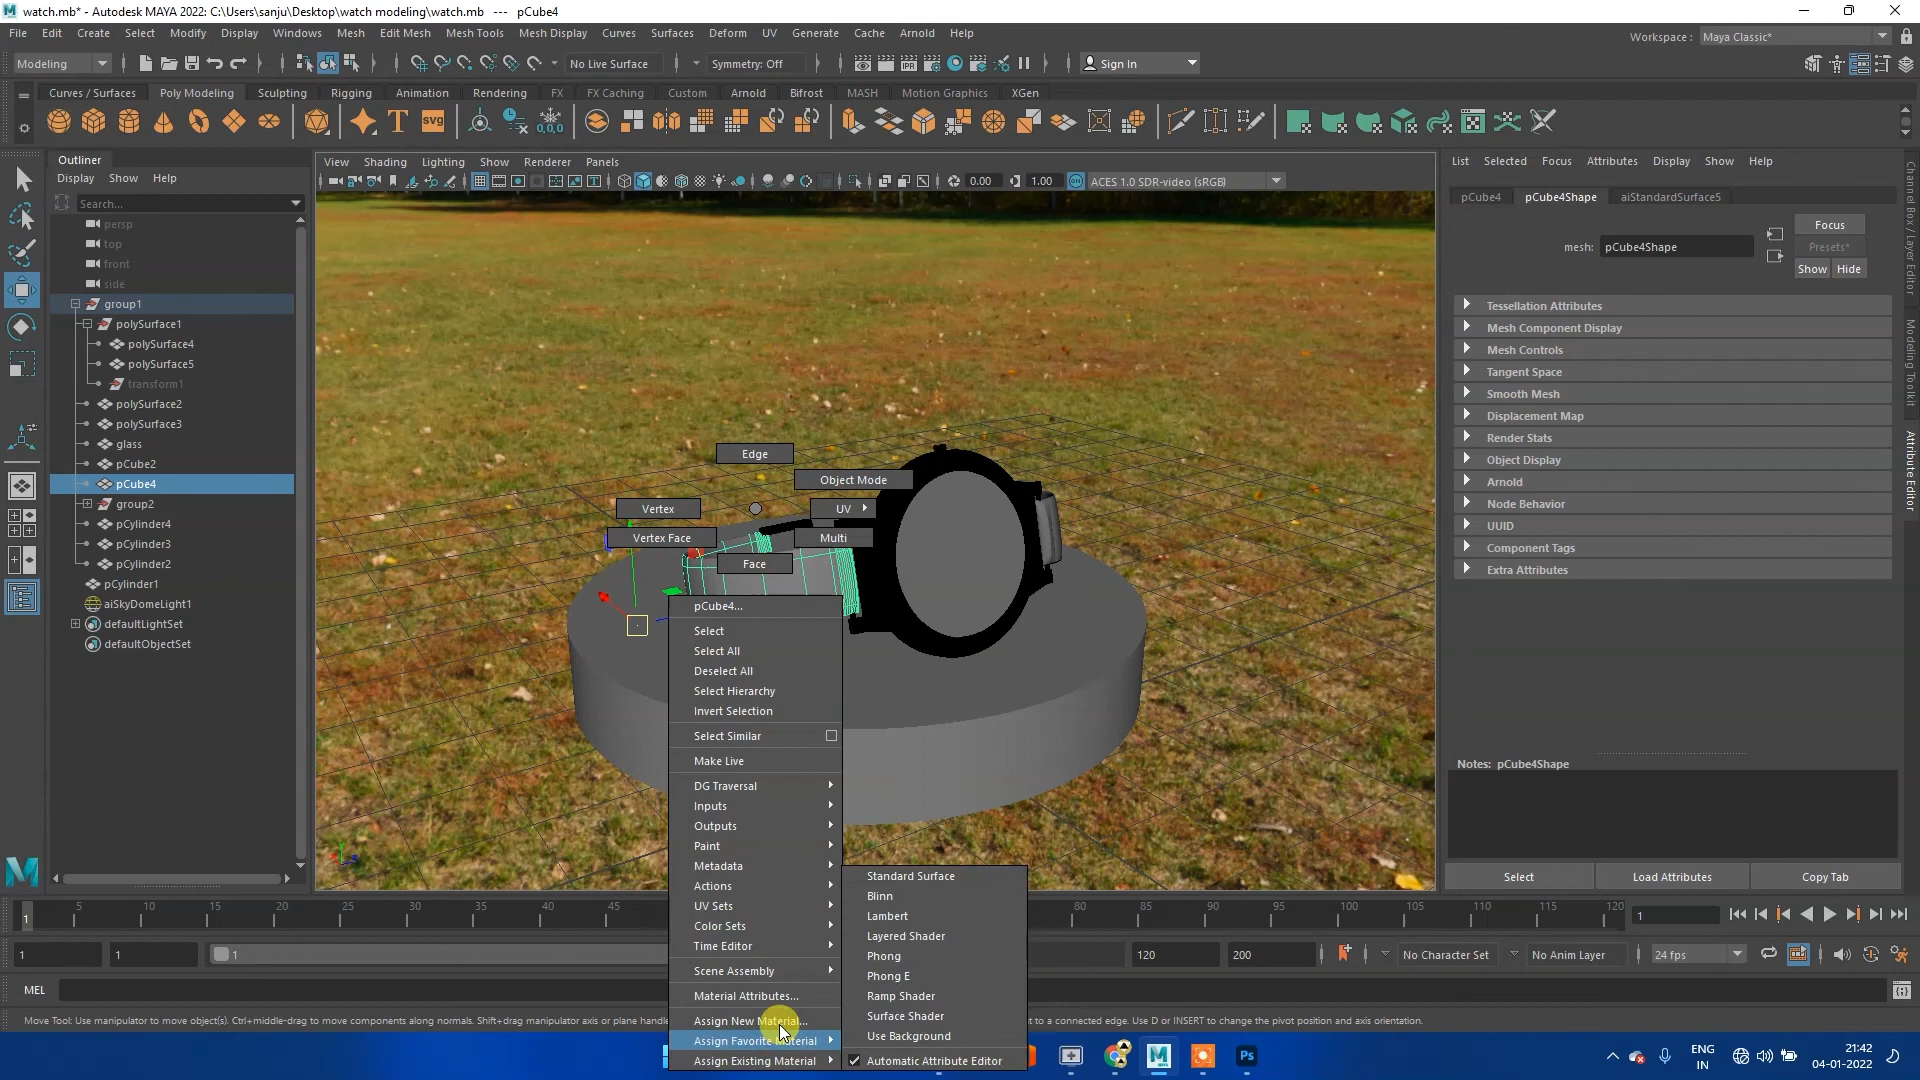 watch.mb* - Autodesk MAYA 2022: C:\Users\sanju\Desktop\watch modeling\watch.mb --- pCube4
File Edit Create Select Modify Display Windows Mesh Edit Mesh Mesh Tools Mesh Display Curves Surfaces Deform UV Generate Cache Arnold Help
Workspace : Maya Classic*
Modeling No Live Surface Symmetry: Off Sign In
Curves / Surfaces Poly Modeling Sculpting Rigging Animation Rendering FX FX Caching Custom Arnold Bifrost MASH Motion Graphics XGen
Outliner
Display Show Help
Search...
persp
top
front
side
group1
polySurface1
polySurface4
polySurface5
transform1
polySurface2
polySurface3
glass
pCube2
pCube4
group2
pCylinder4
pCylinder3
pCylinder2
pCylinder1
aiSkyDomeLight1
defaultLightSet
defaultObjectSet
View Shading Lighting Show Renderer Panels
0.00 1.00 ACES 1.0 SDR-video (sRGB)
Edge
Object Mode
Vertex
UV
Vertex Face
Multi
Face
pCube4...
Select
Select All
Deselect All
Select Hierarchy
Invert Selection
Select Similar
Make Live
DG Traversal
Inputs
Outputs
Paint
Metadata
Actions
UV Sets
Color Sets
Time Editor
Scene Assembly
Material Attributes...
Assign New Material...
Assign Favorite Material
Assign Existing Material
Standard Surface
Blinn
Lambert
Layered Shader
Phong
Phong E
Ramp Shader
Surface Shader
Use Background
Automatic Attribute Editor
List Selected Focus Attributes Display Show Help
pCube4 pCube4Shape aiStandardSurface5
mesh: pCube4Shape
Focus
Presets*
Show Hide
Tessellation Attributes
Mesh Component Display
Mesh Controls
Tangent Space
Smooth Mesh
Displacement Map
Render Stats
Object Display
Arnold
Node Behavior
UUID
Component Tags
Extra Attributes
Notes: pCube4Shape
Select Load Attributes Copy Tab
Channel Box / Layer Editor
Modeling Toolkit
Attribute Editor
1 5 10 15 20 25 30 35 40 45 80 85 90 95 100 105 110 115 120 1
1 1 1 120 200 No Character Set No Anim Layer 24 fps
MEL
Move Tool: Use manipulator to move object(s). Ctrl+middle-drag to move components along normals. Shift+drag manipulator axis or plane handle to a connected edge. Use D or INSERT to change the pivot position and axis orientation.
Ps
ENG
IN
21:42
04-01-2022